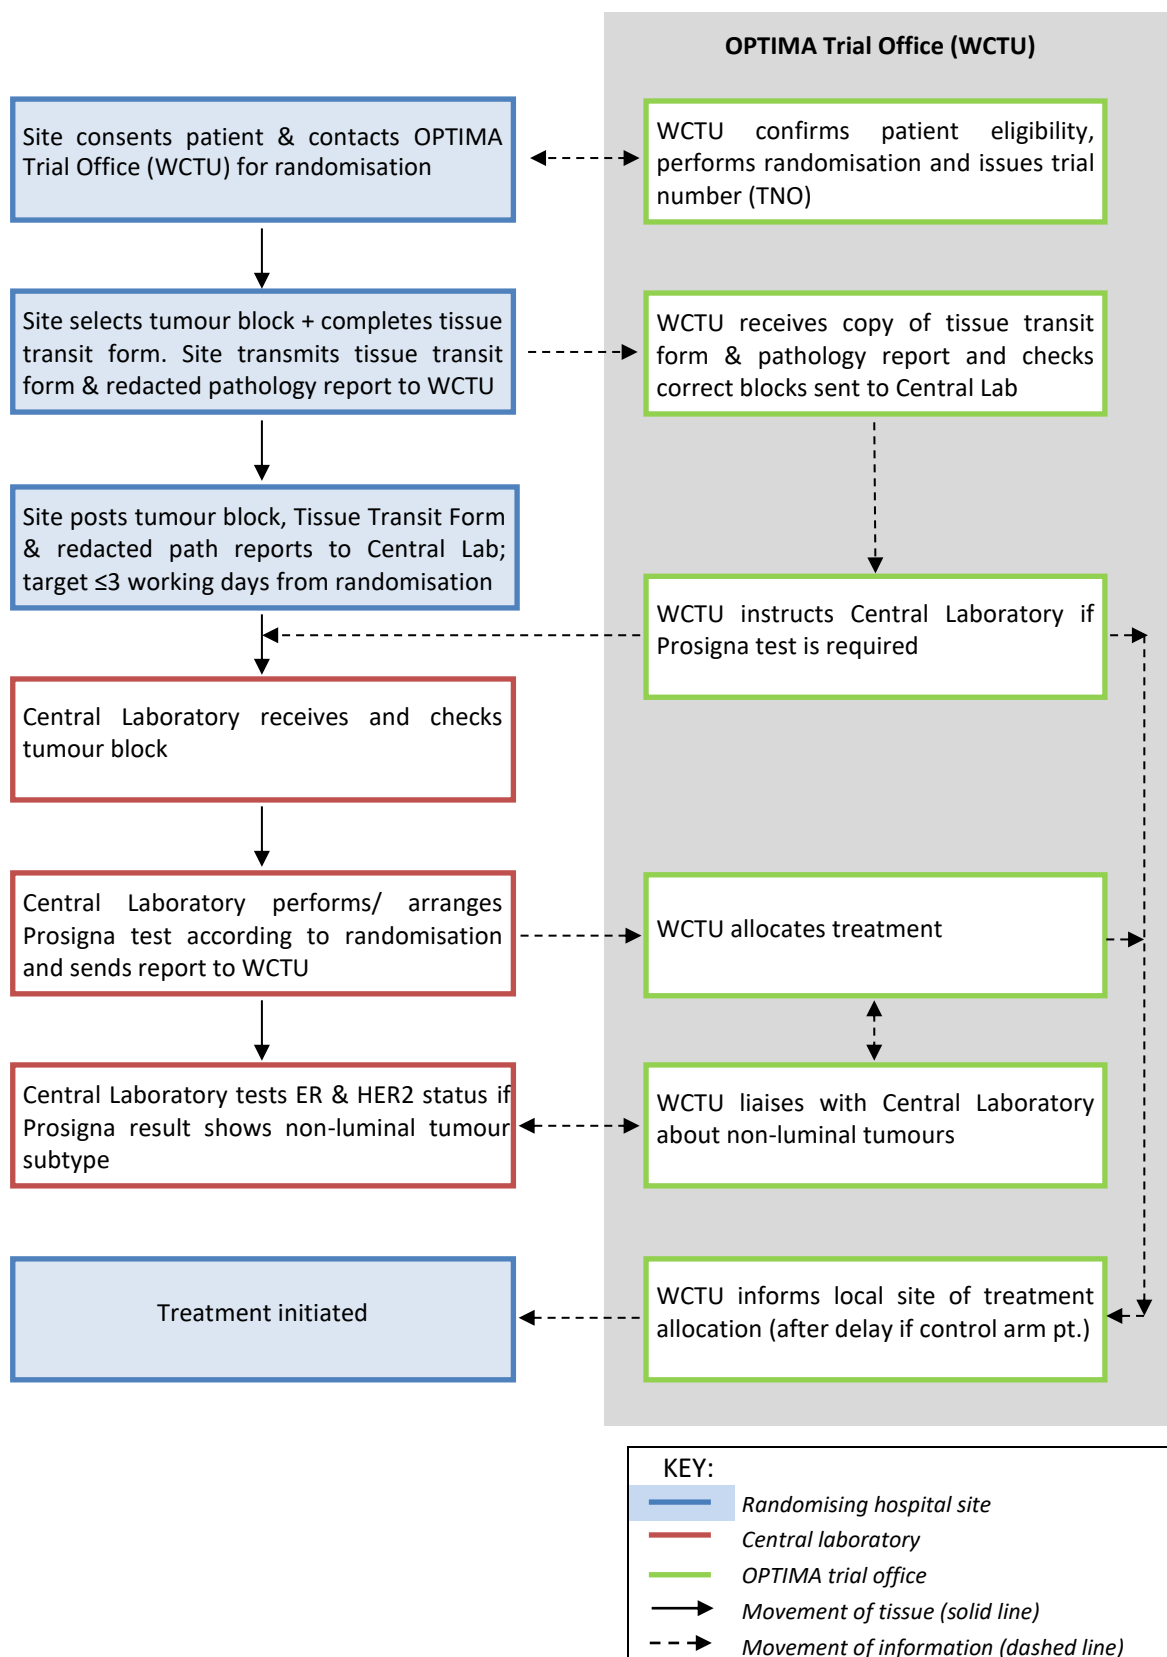 OPTIMA Trial Office (WCTU)
Site consents patient & contacts OPTIMA
Trial Office (WCTU) for randomisation
WCTU confirms patient eligibility,
performs randomisation and issues trial
number (TNO)
Site selects tumour block + completes tissue
transit form. Site transmits tissue transit
form & redacted pathology report to WCTU
WCTU receives copy of tissue transit
form & pathology report and checks
correct blocks sent to Central Lab
Site posts tumour block, Tissue Transit Form
& redacted path reports to Central Lab;
target ≤3 working days from randomisation
WCTU instructs Central Laboratory if
Prosigna test is required
Central Laboratory receives and checks
tumour block
Central Laboratory performs/ arranges
Prosigna test according to randomisation
and sends report to WCTU
WCTU allocates treatment
Central Laboratory tests ER & HER2 status if
Prosigna result shows non-luminal tumour
subtype
WCTU liaises with Central Laboratory
about non-luminal tumours
Treatment initiated
WCTU informs local site of treatment
allocation (after delay if control arm pt.)
KEY:
Randomising hospital site
Central laboratory
OPTIMA trial office
Movement of tissue (solid line)
Movement of information (dashed line)